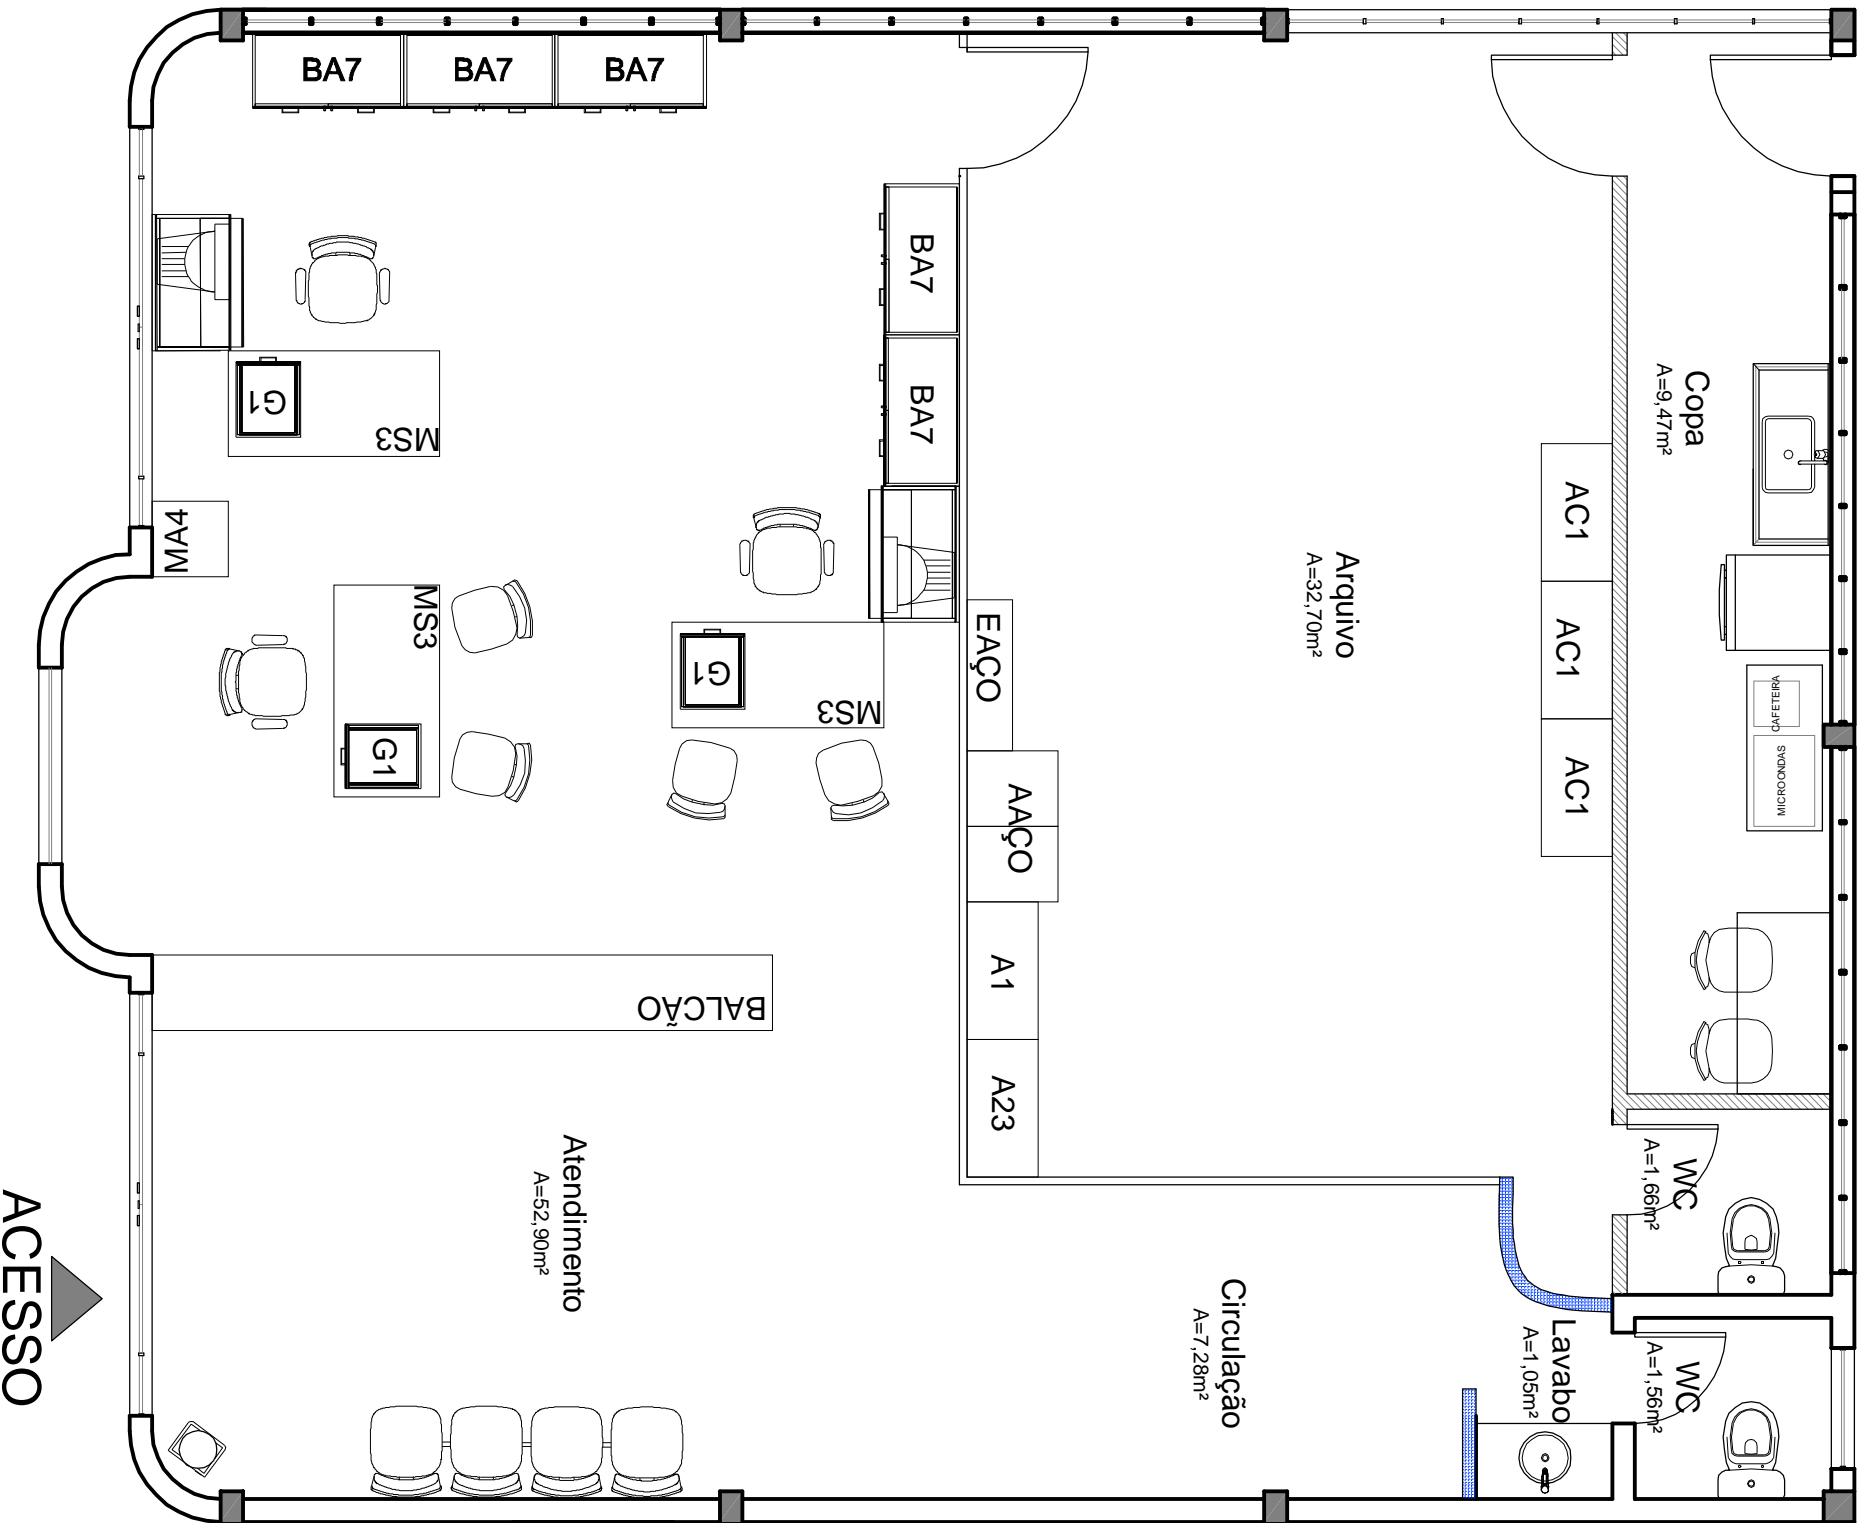 BA7
BA7
BA7
BA7
BA7
G1
MS3
MA4
MS3
G1
G1
MS3
EAÇO
AAÇO
A1
A23
AC1
AC1
AC1
Copa
A=9,47m²
Arquivo
A=32,70m²
CAFETEIRA
MICROONDAS
BALCÃO
Atendimento
A=52,90m²
Circulação
A=7,28m²
WC
A=1,66m²
Lavabo
A=1,05m²
WC
A=1,56m²
ACESSO